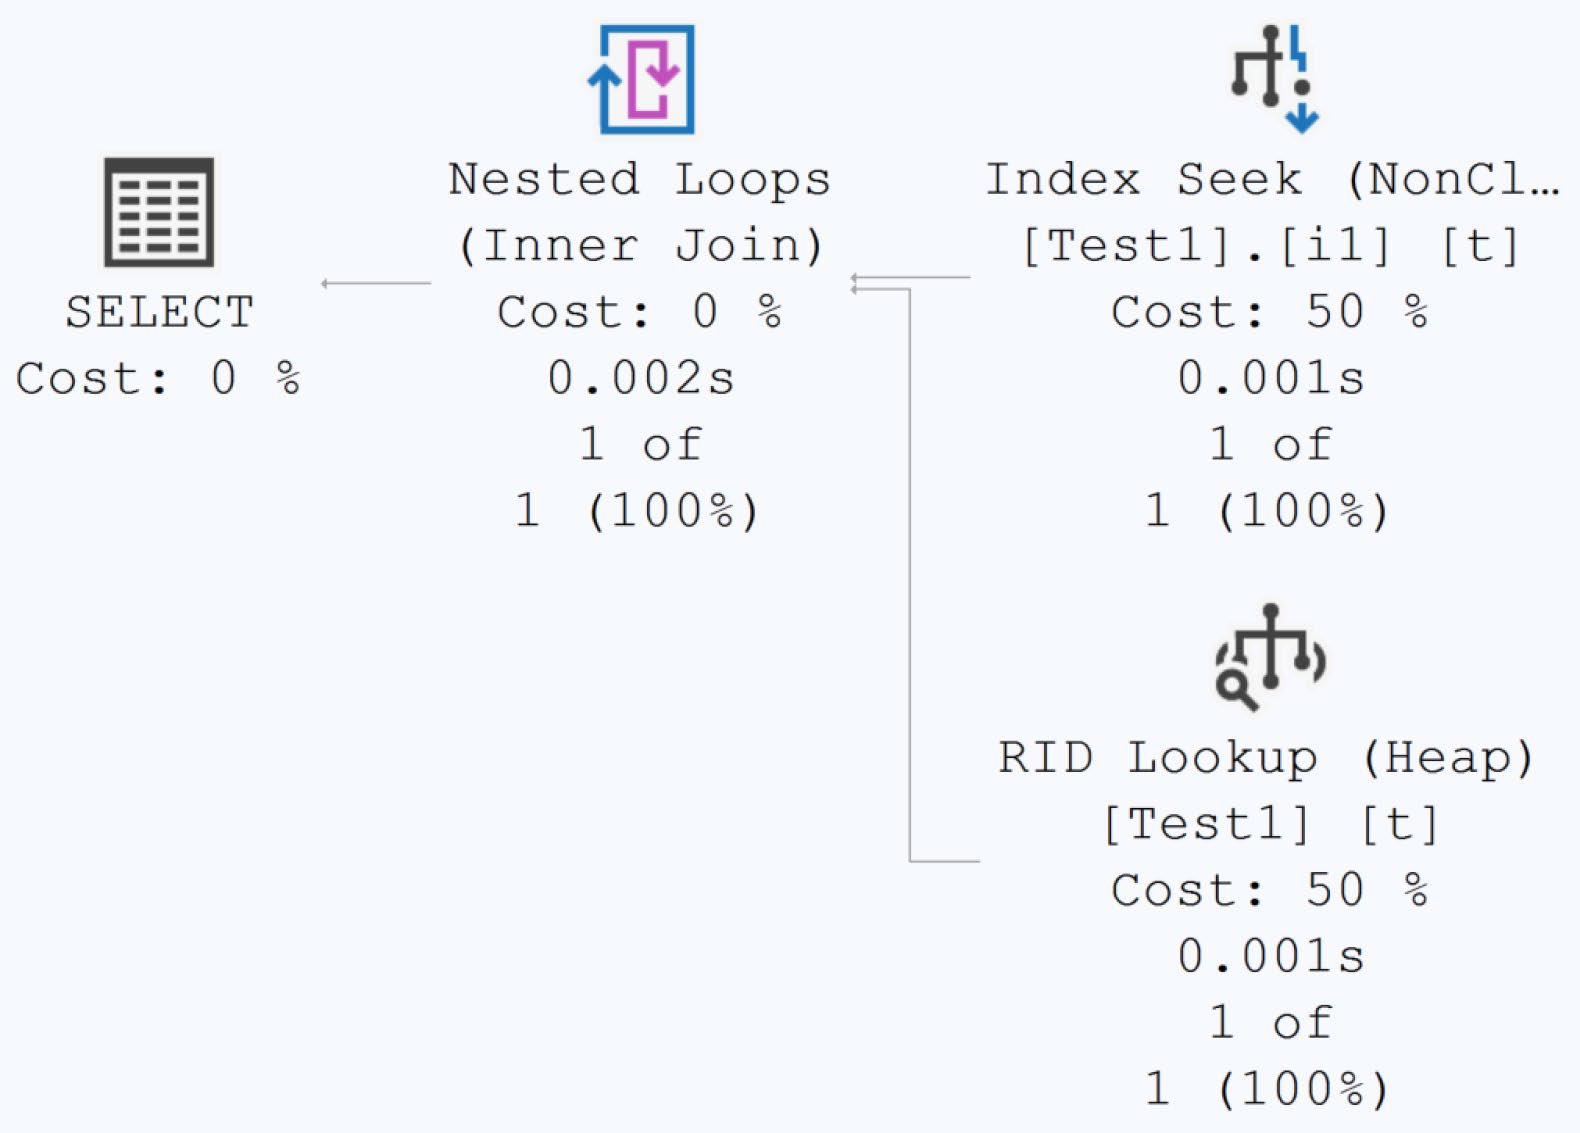 SELECT
Cost: 0 %
Nested Loops
(Inner Join)
Cost: 0 %
0.002s
1 of
1 (100%)
Index Seek (NonCl…
[Test1].[i1] [t]
Cost: 50 %
0.001s
1 of
1 (100%)
RID Lookup (Heap)
[Test1] [t]
Cost: 50 %
0.001s
1 of
1 (100%)